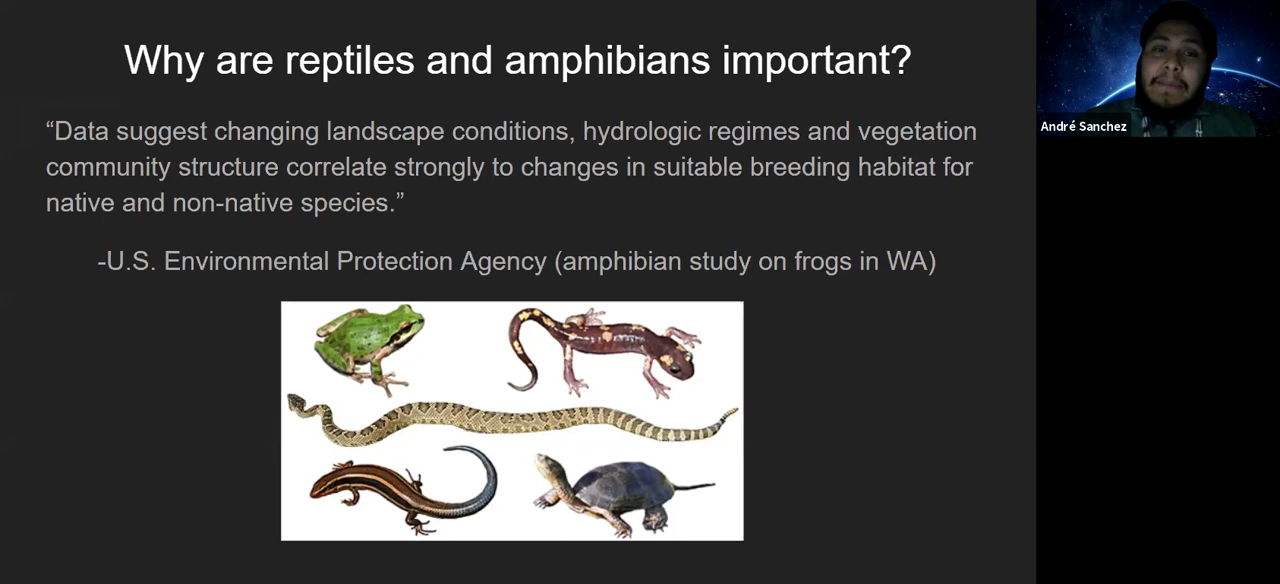 Why are reptiles and amphibians important?
“Data suggest changing landscape conditions, hydrologic regimes and vegetation
community structure correlate strongly to changes in suitable breeding habitat for
native and non-native species.”
-U.S. Environmental Protection Agency (amphibian study on frogs in WA)
André Sanchez